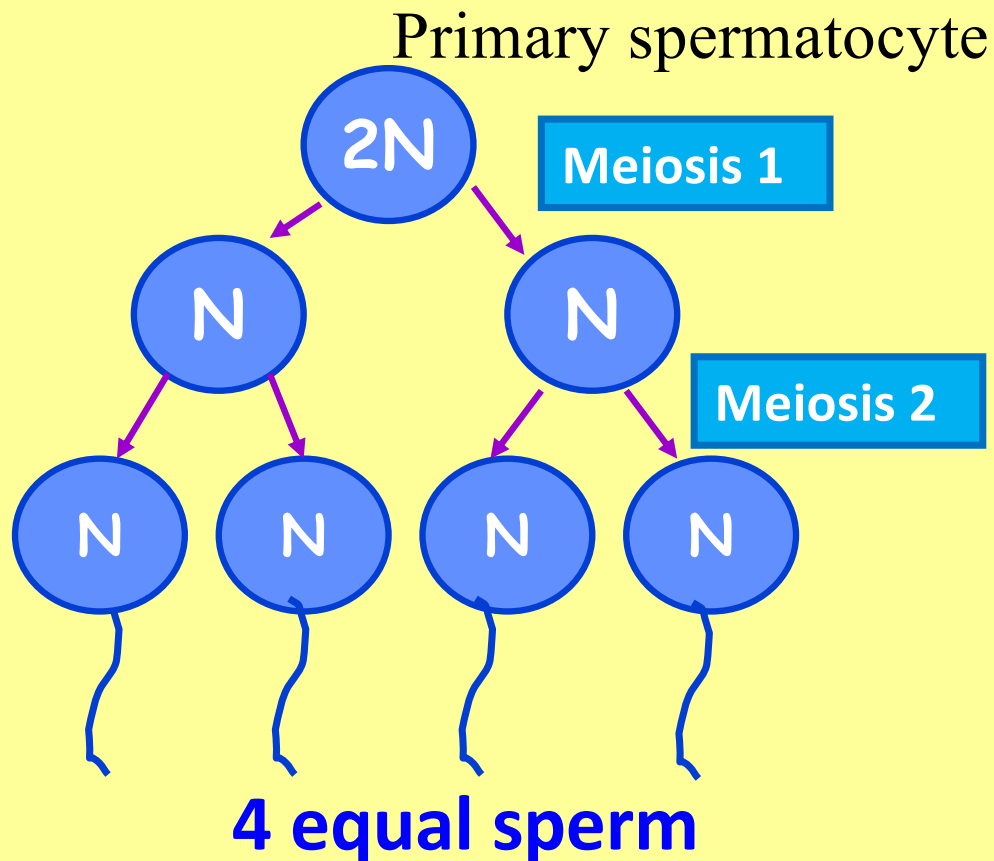 Primary spermatocyte
2N
Meiosis 1
N
N
Meiosis 2
N
N
N
N
4 equal sperm